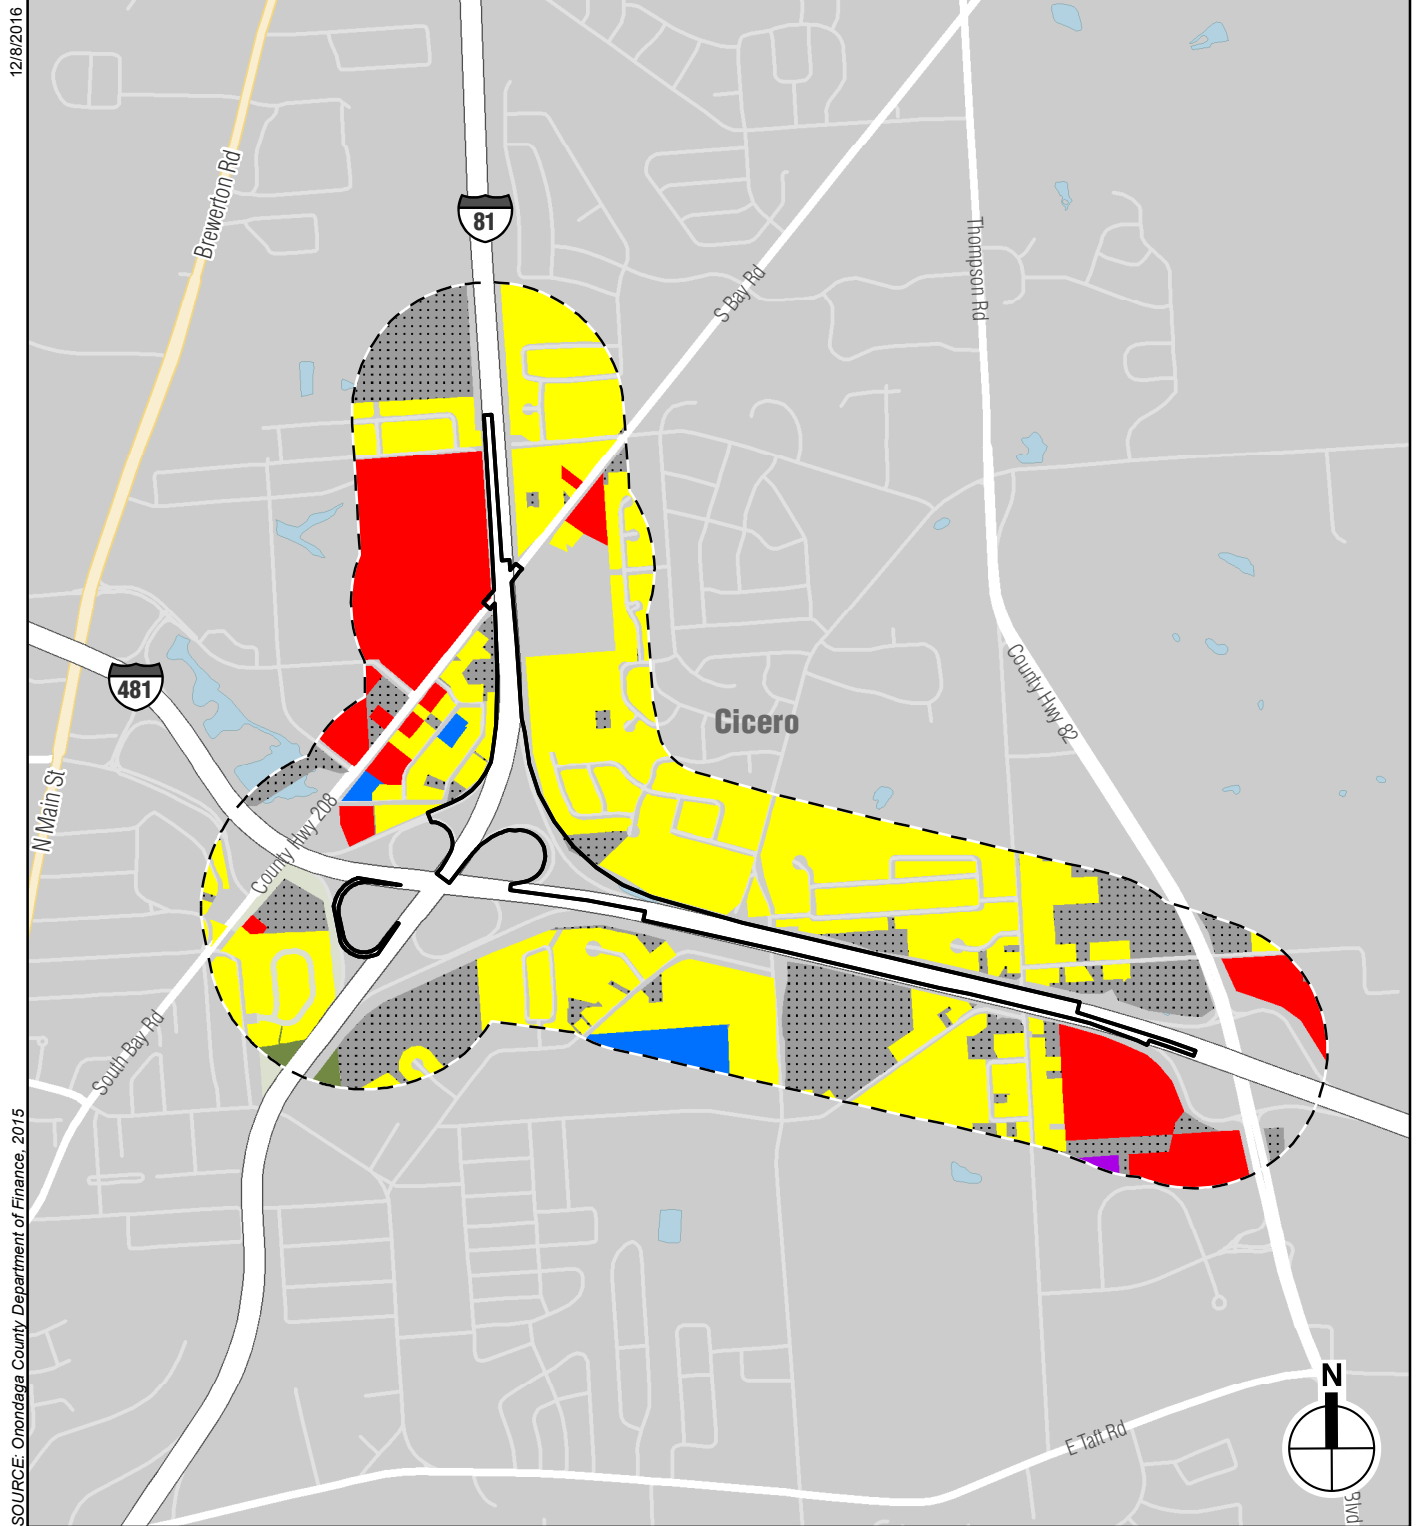 12/8/2016
Brewerton Rd
81
S Bay Rd
Thompson Rd
481
Cicero
County Hwy 82
N Main St
County Hwy 208
South Bay Rd
SOURCE: Onondaga County Department of Finance, 2015
N
E Taft Rd
Blvd